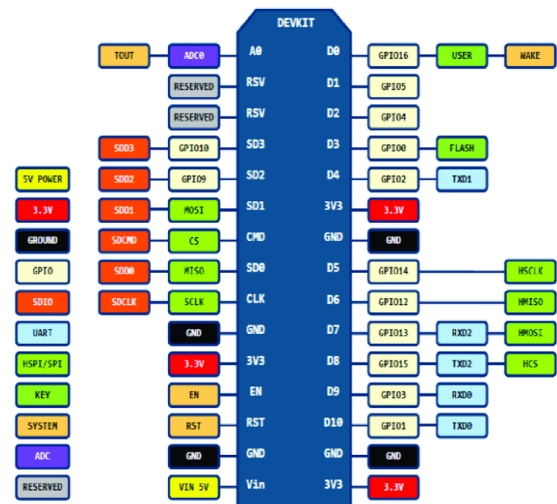 DEVKIT
TOUT ADC0 A0 D0 GPIO16 USER WAKE
RESERVED RSV D1 GPIO5
RESERVED RSV D2 GPIO4
SDD3 GPIO10 SD3 D3 GPIO0 FLASH
5V POWER SDD2 GPIO9 SD2 D4 GPIO2 TXD1
3.3V SDD1 MOSI SD1 3V3 3.3V
GROUND SDCMD CS CMD GND GND
GPIO SDD0 MISO SD0 D5 GPIO14 HSCLK
SDIO SDCLK SCLK CLK D6 GPIO12 HMISO
UART GND GND D7 GPIO13 RXD2 HMOSI
HSPI/SPI 3.3V 3V3 D8 GPIO15 TXD2 HCS
KEY EN EN D9 GPIO3 RXD0
SYSTEM RST RST D10 GPIO1 TXD0
ADC GND GND GND GND
RESERVED VIN 5V Vin 3V3 3.3V